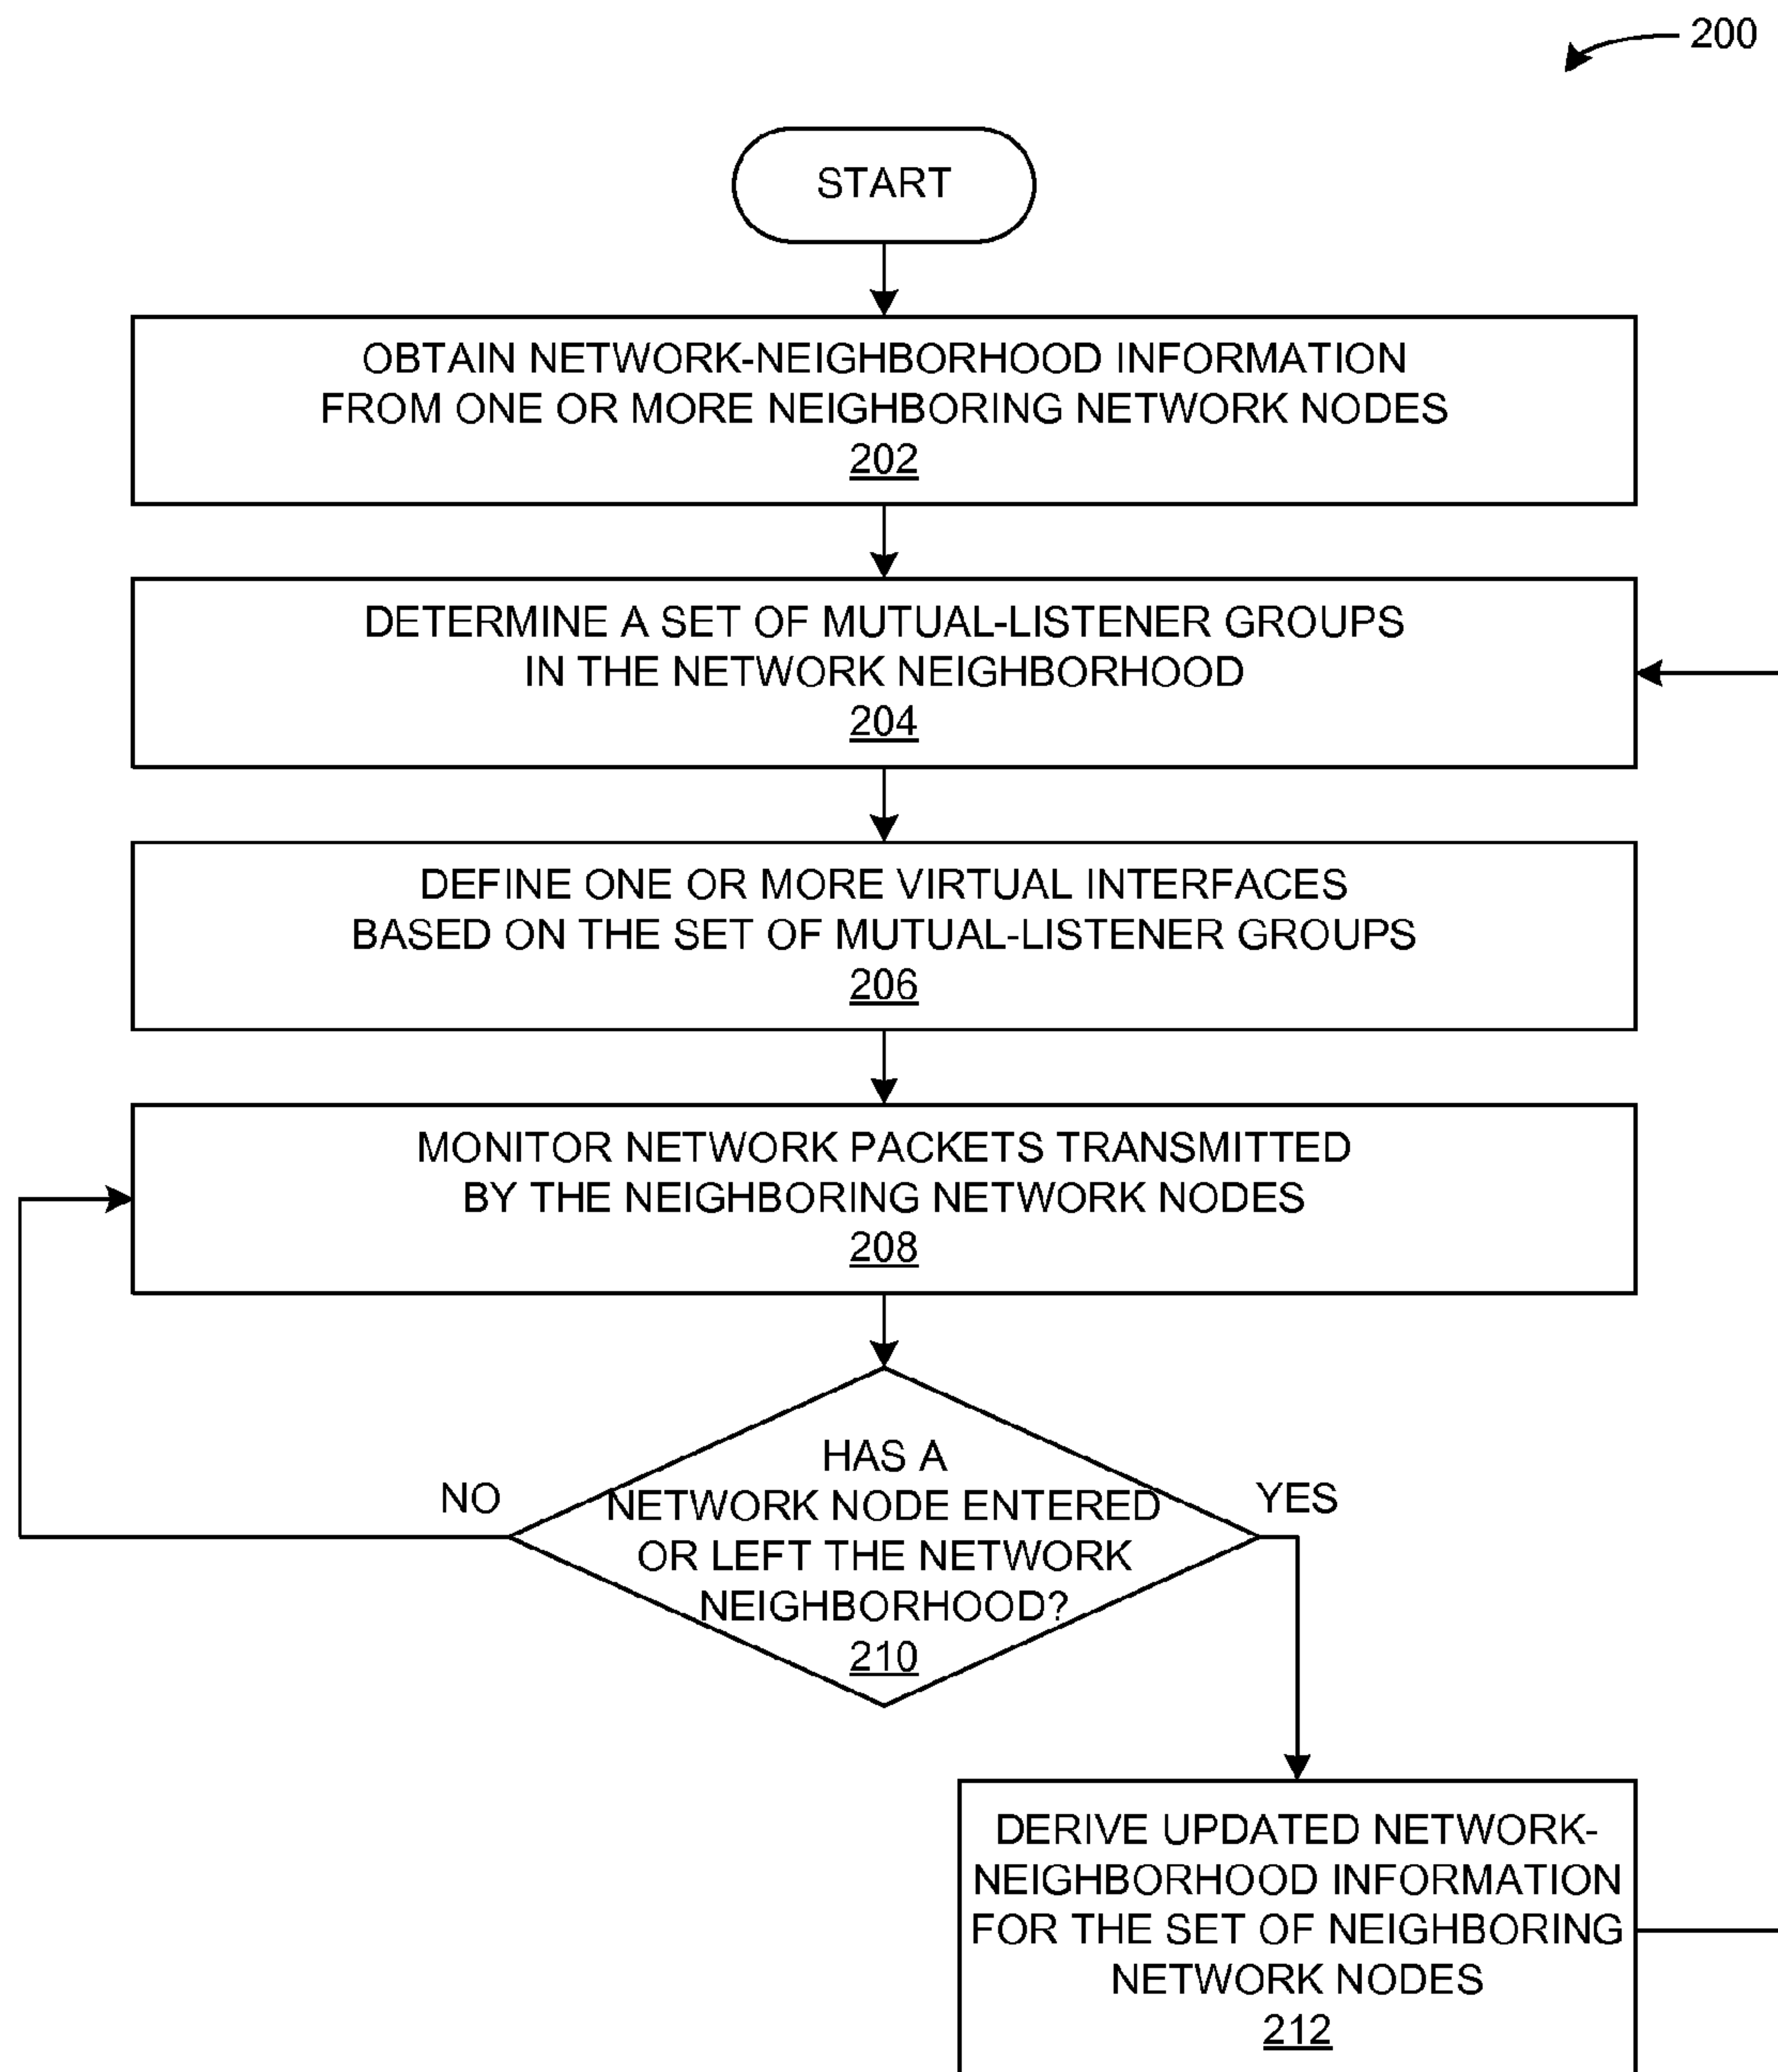 200
START
OBTAIN NETWORK-NEIGHBORHOOD INFORMATION
FROM ONE OR MORE NEIGHBORING NETWORK NODES
202
DETERMINE A SET OF MUTUAL-LISTENER GROUPS
IN THE NETWORK NEIGHBORHOOD
204
DEFINE ONE OR MORE VIRTUAL INTERFACES
BASED ON THE SET OF MUTUAL-LISTENER GROUPS
206
MONITOR NETWORK PACKETS TRANSMITTED
BY THE NEIGHBORING NETWORK NODES
208
HAS A
NETWORK NODE ENTERED
OR LEFT THE NETWORK
NEIGHBORHOOD?
210
NO
YES
DERIVE UPDATED NETWORK-
NEIGHBORHOOD INFORMATION
FOR THE SET OF NEIGHBORING
NETWORK NODES
212